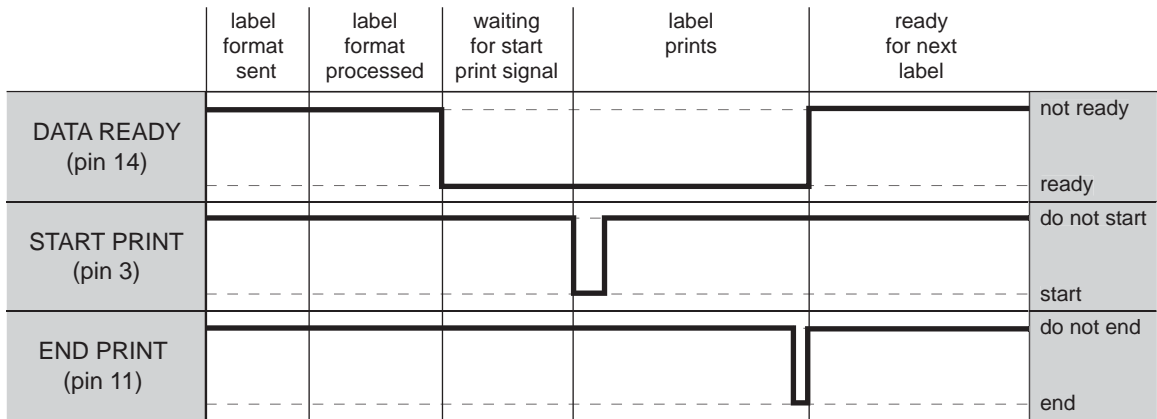 label
format
sent
label
format
processed
waiting
for start
print signal
label
prints
ready
for next
label
DATA READY
(pin 14)
not ready
ready
START PRINT
(pin 3)
do not start
start
END PRINT
(pin 11)
do not end
end